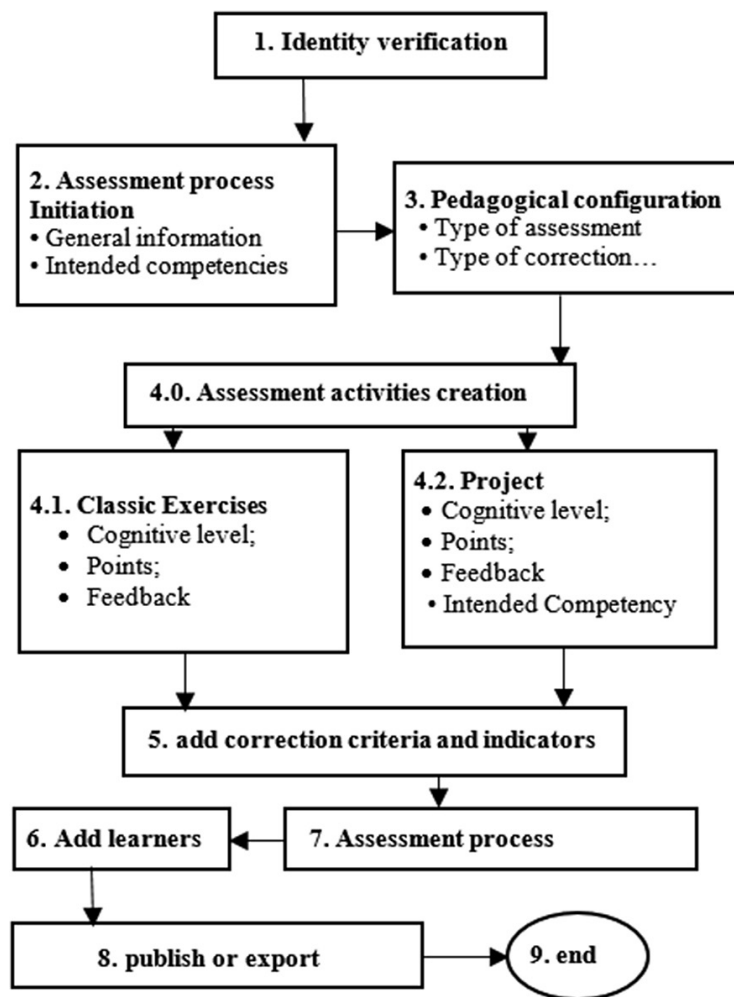 1. Identity verification
2. Assessment process
Initiation
• General information
• Intended competencies
3. Pedagogical configuration
• Type of assessment
• Type of correction…
4.0. Assessment activities creation
4.1. Classic Exercises
• Cognitive level;
• Points;
• Feedback
4.2. Project
• Cognitive level;
• Points;
• Feedback
• Intended Competency
5. add correction criteria and indicators
6. Add learners
7. Assessment process
8. publish or export
9. end